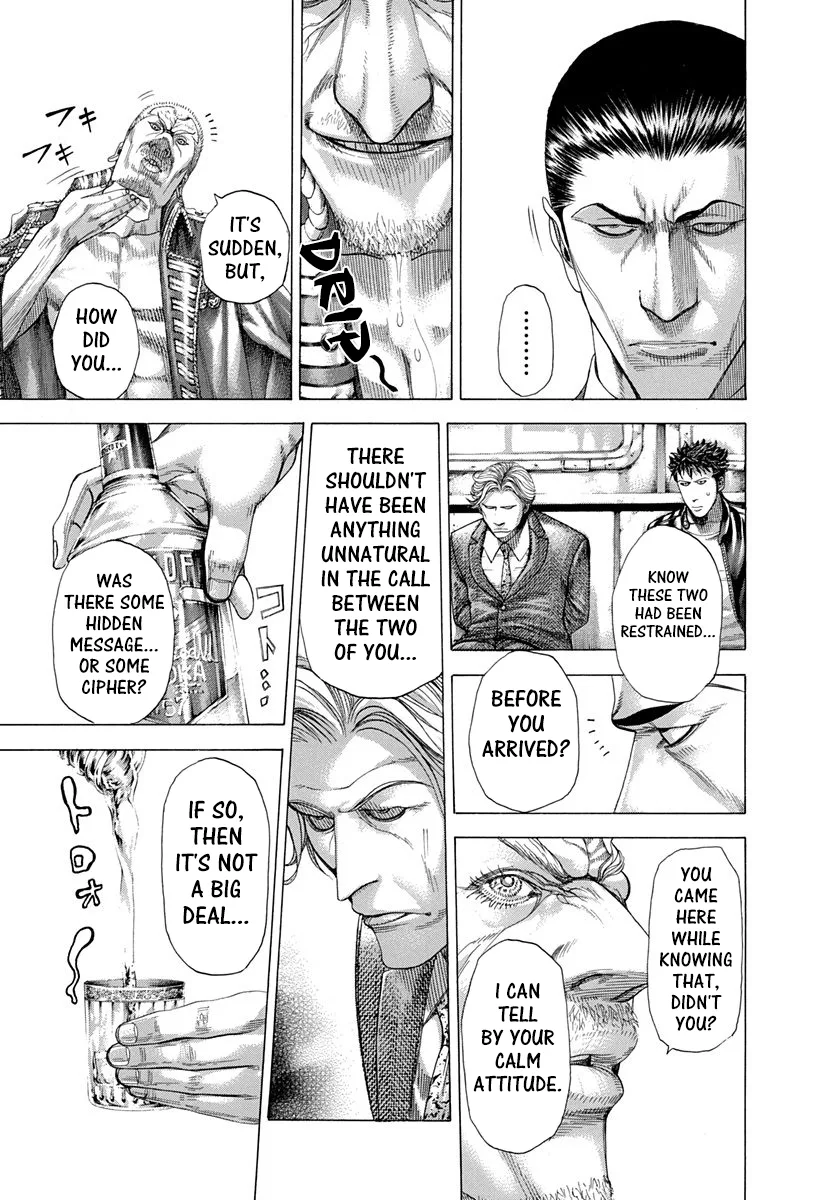 ………
DRIP~
フキ
フキ
IT'S
SUDDEN,
BUT,
HOW
DID
YOU...
KNOW
THESE TWO
HAD BEEN
RESTRAINED...
BEFORE
YOU
ARRIVED?
THERE
SHOULDN'T
HAVE BEEN
ANYTHING
UNNATURAL
IN THE CALL
BETWEEN
THE TWO
OF YOU...
WAS
THERE SOME
HIDDEN
MESSAGE...
OR SOME
CIPHER?
コト…
YOU
CAME
HERE
WHILE
KNOWING
THAT,
DIDN'T
YOU?
I CAN
TELL
BY YOUR
CALM
ATTITUDE.
IF SO,
THEN
IT'S NOT
A BIG
DEAL...
トロォ